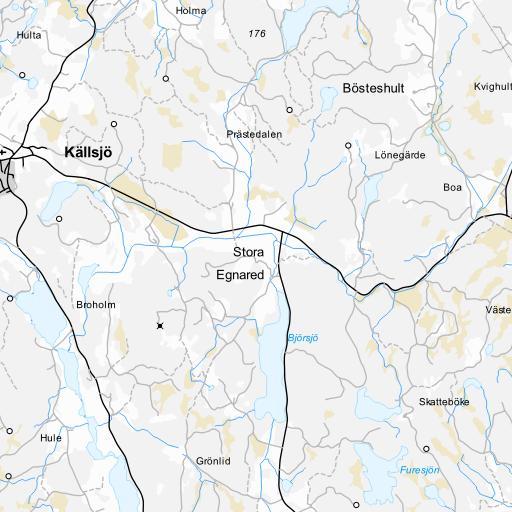 Holma
Hulta
176
Bösteshult
Kvighult
Prästedalen
Källsjö
Lönegärde
Boa
Stora
Egnared
Broholm
Väste
Björsjö
Skatteböke
Hule
Grönlid
Furesjön